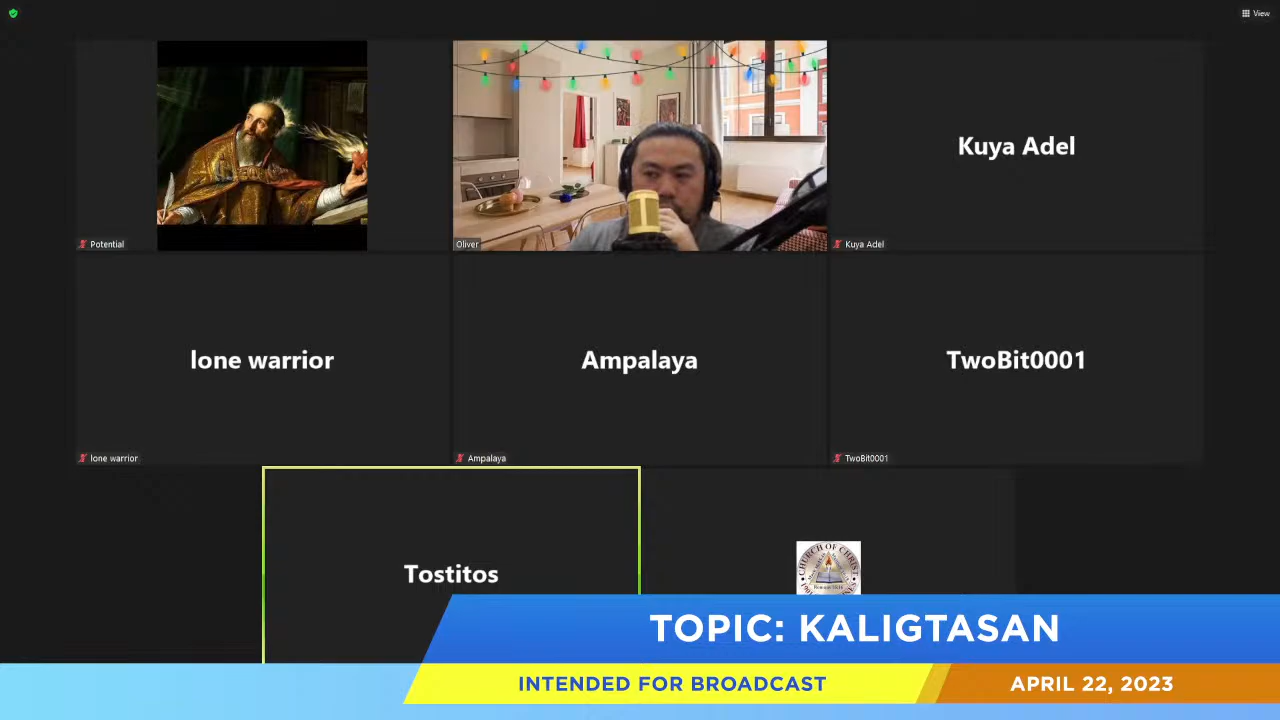 View
Potential
Oliver
Kuya Adel
Kuya Adel
lone warrior
Ampalaya
TwoBit0001
lone warrior
Ampalaya
TwoBit0001
Tostitos
CHURCH OF CHRIST
TOPIC: KALIGTASAN
INTENDED FOR BROADCAST
APRIL 22, 2023